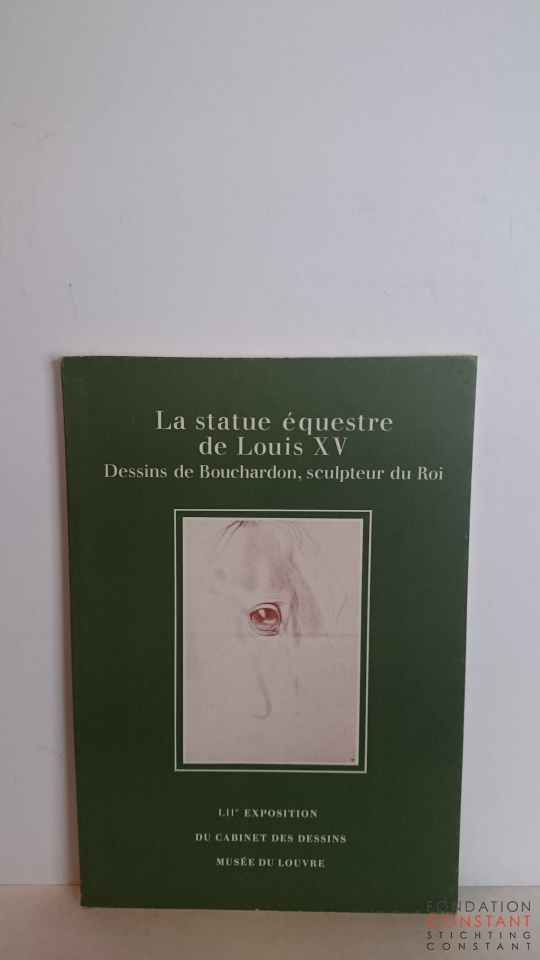 La statue équestre
de Louis XV
Dessins de Bouchardon, sculpteur du Roi
LIIᵉ EXPOSITION
DU CABINET DES DESSINS
MUSÉE DU LOUVRE
FONDATION
CONSTANT
STICHTING
CONSTANT